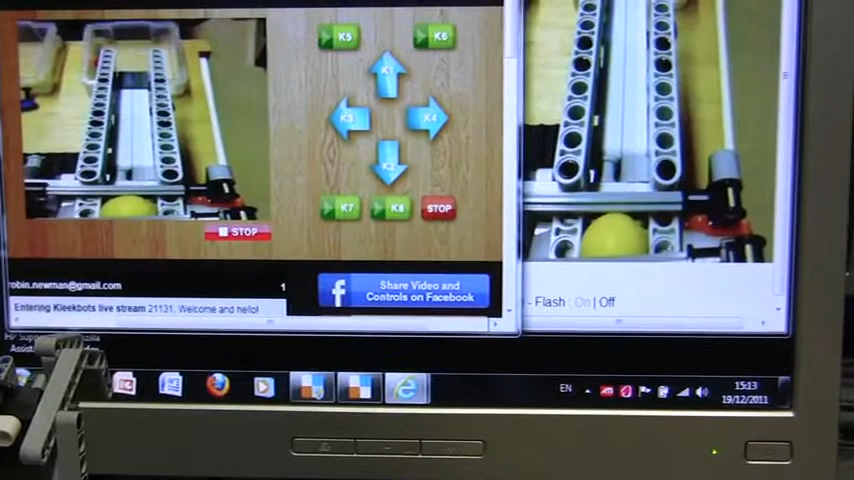 K5
K6
K1
K3
K4
K2
K7
K8
STOP
STOP
robin.newman@gmail.com
1
Share Video and
Controls on Facebook
Entering Kleekbots live stream 21131. Welcome and hello!
- Flash : On | Off
EN
15:13
19/12/2011